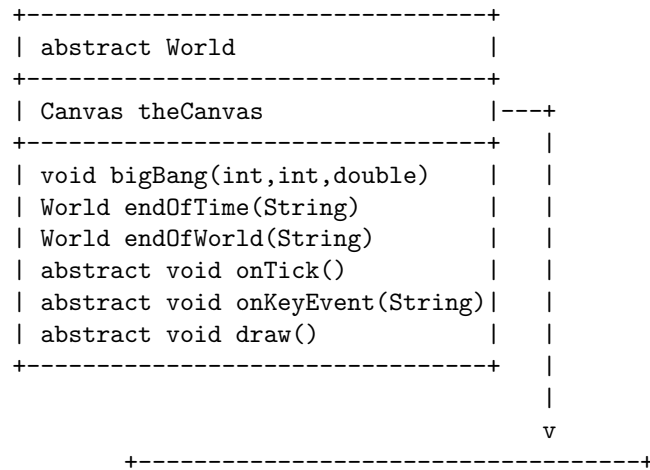 +---------------------------------+
| abstract World                  |
+---------------------------------+
| Canvas theCanvas                |---+
+---------------------------------+   |
| void bigBang(int,int,double)    |   |
| World endOfTime(String)         |   |
| World endOfWorld(String)        |   |
| abstract void onTick()          |   |
| abstract void onKeyEvent(String)|   |
| abstract void draw()            |   |
+---------------------------------+   |
                                      |
                                      v
        +------------------------------------+